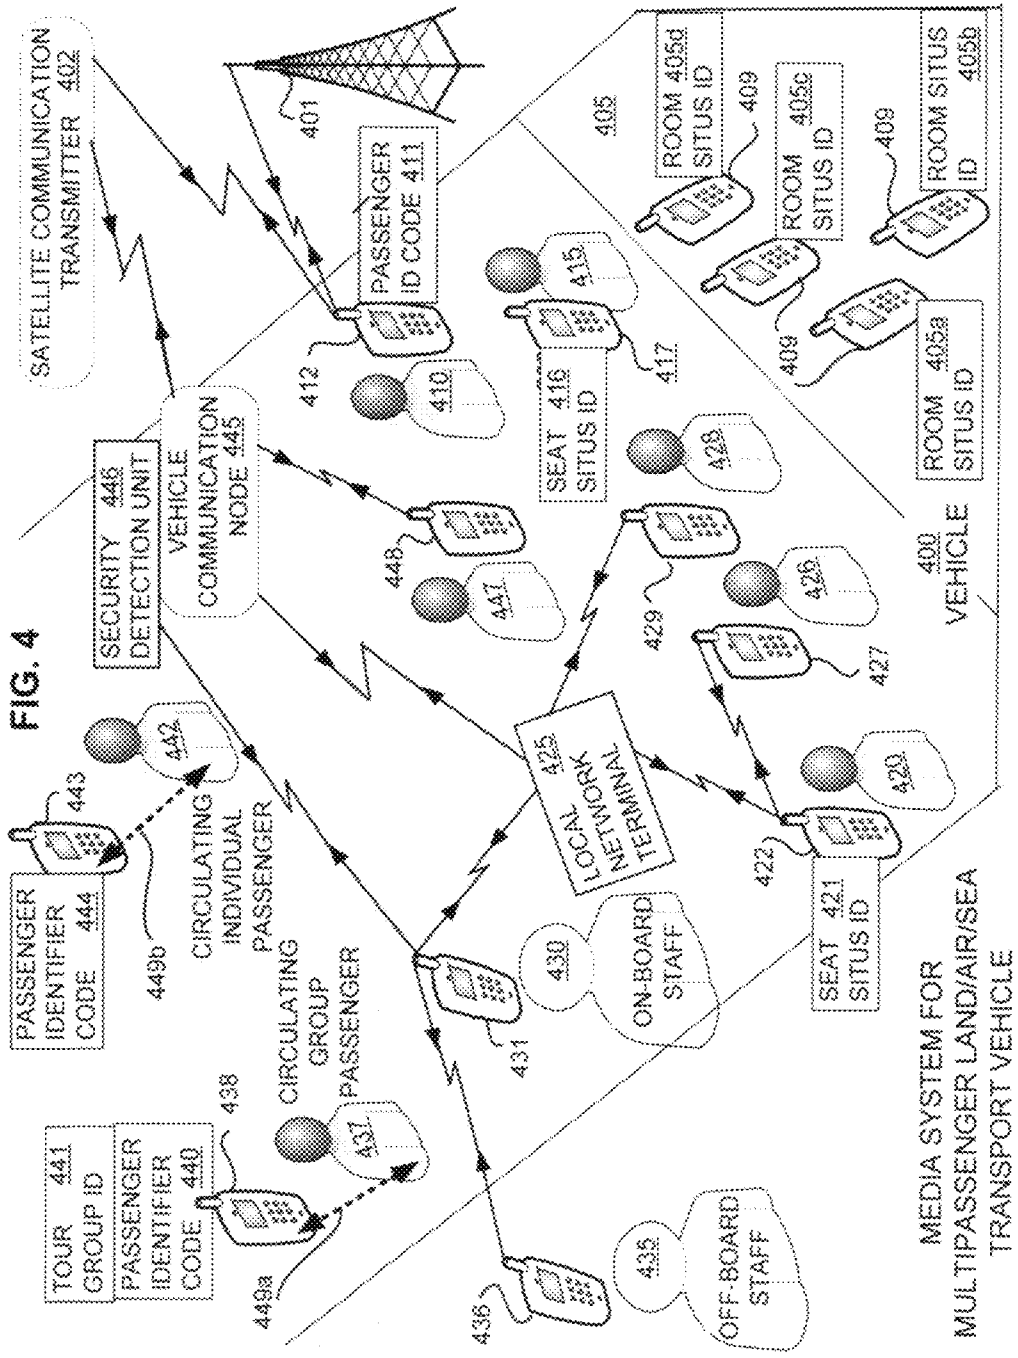 FIG. 4
SATELLITE COMMUNICATION
TRANSMITTER 402
401
SECURITY 446
DETECTION UNIT
VEHICLE
COMMUNICATION
NODE 445
PASSENGER
ID CODE 411
412
410
415
SEAT 416
SITUS ID
417
405
ROOM 405d
SITUS ID
409
ROOM 405c
SITUS ID
409
ROOM SITUS
ID 405b
409
409
ROOM 405a
SITUS ID
448
447
428
429
426
427
400
VEHICLE
LOCAL 425
NETWORK
TERMINAL
420
422
SEAT 421
SITUS ID
443
442
PASSENGER
IDENTIFIER
CODE 444
449b
CIRCULATING
INDIVIDUAL
PASSENGER
CIRCULATING
GROUP
PASSENGER
430
ON-BOARD
STAFF
431
438
437
TOUR 441
GROUP ID
PASSENGER
IDENTIFIER
CODE 440
449a
436
435
OFF-BOARD
STAFF
MEDIA SYSTEM FOR
MULTIPASSENGER LAND/AIR/SEA
TRANSPORT VEHICLE